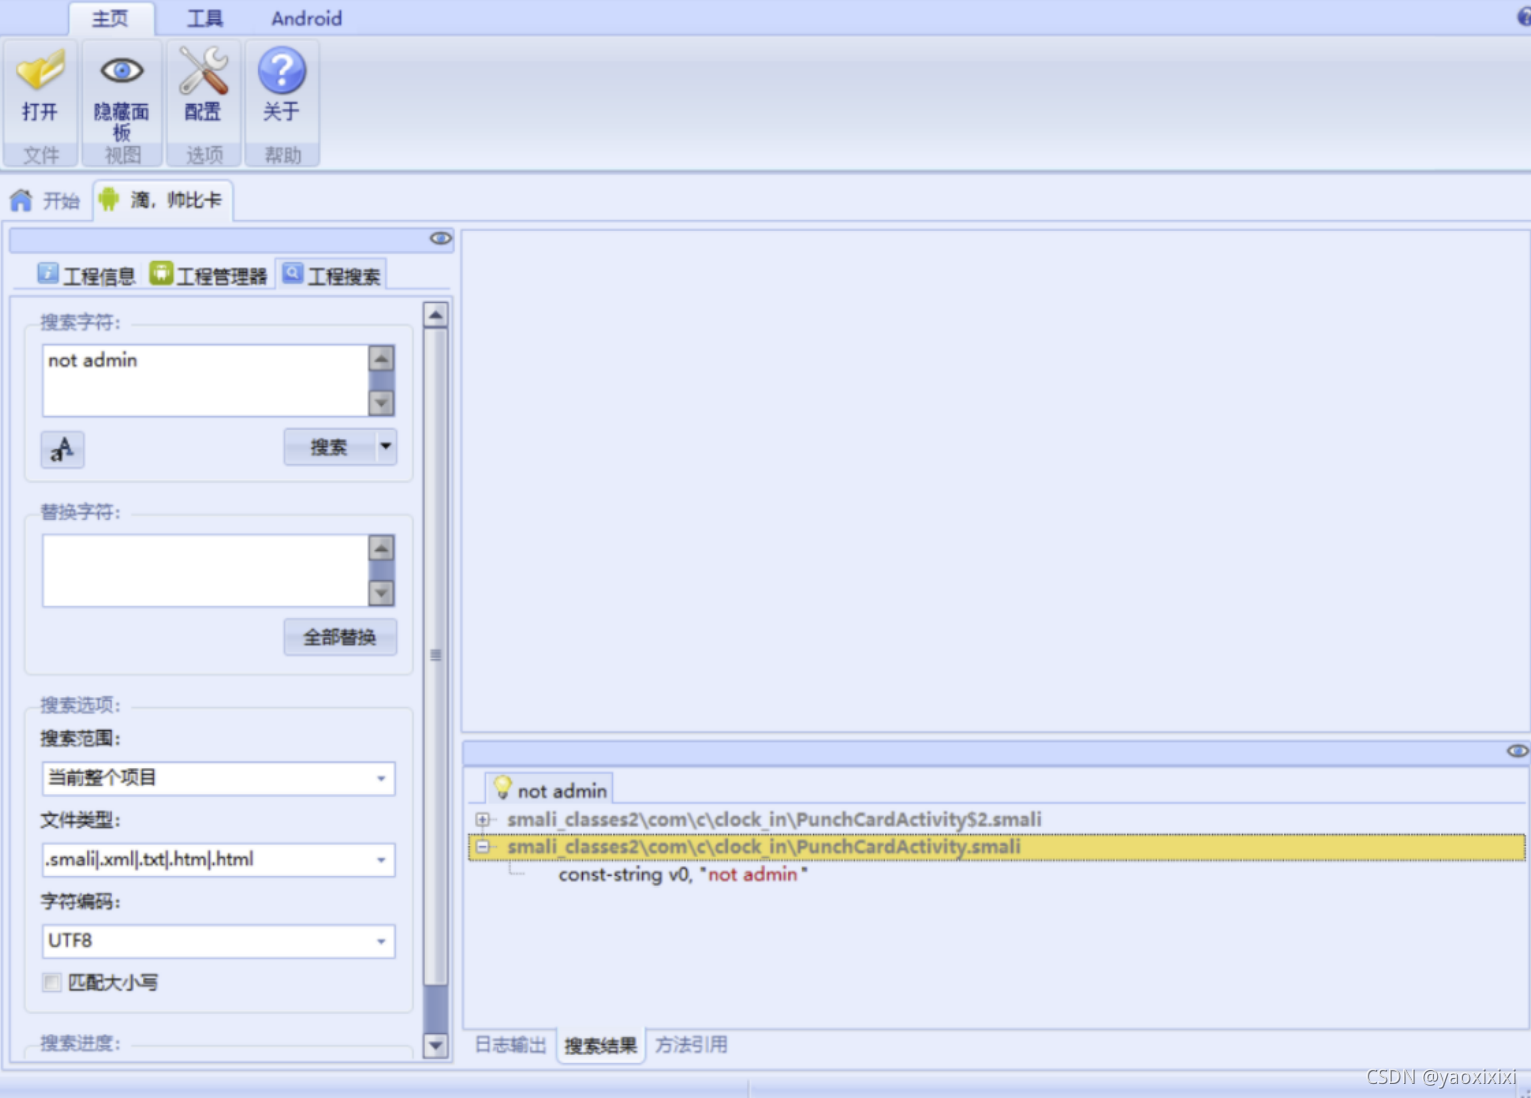 主页 工具 Android
打开 隐藏面板 配置 关于
文件 视图 选项 帮助
开始 滴，帅比卡
工程信息 工程管理器 工程搜索
搜索字符：
not admin
aA 搜索
替换字符：
全部替换
搜索选项：
搜索范围：
当前整个项目
文件类型：
.smali|.xml|.txt|.htm|.html
字符编码：
UTF8
匹配大小写
搜索进度：
not admin
smali_classes2\com\c\clock_in\PunchCardActivity$2.smali
smali_classes2\com\c\clock_in\PunchCardActivity.smali
const-string v0, "not admin"
日志输出 搜索结果 方法引用
CSDN @yaoxixixi